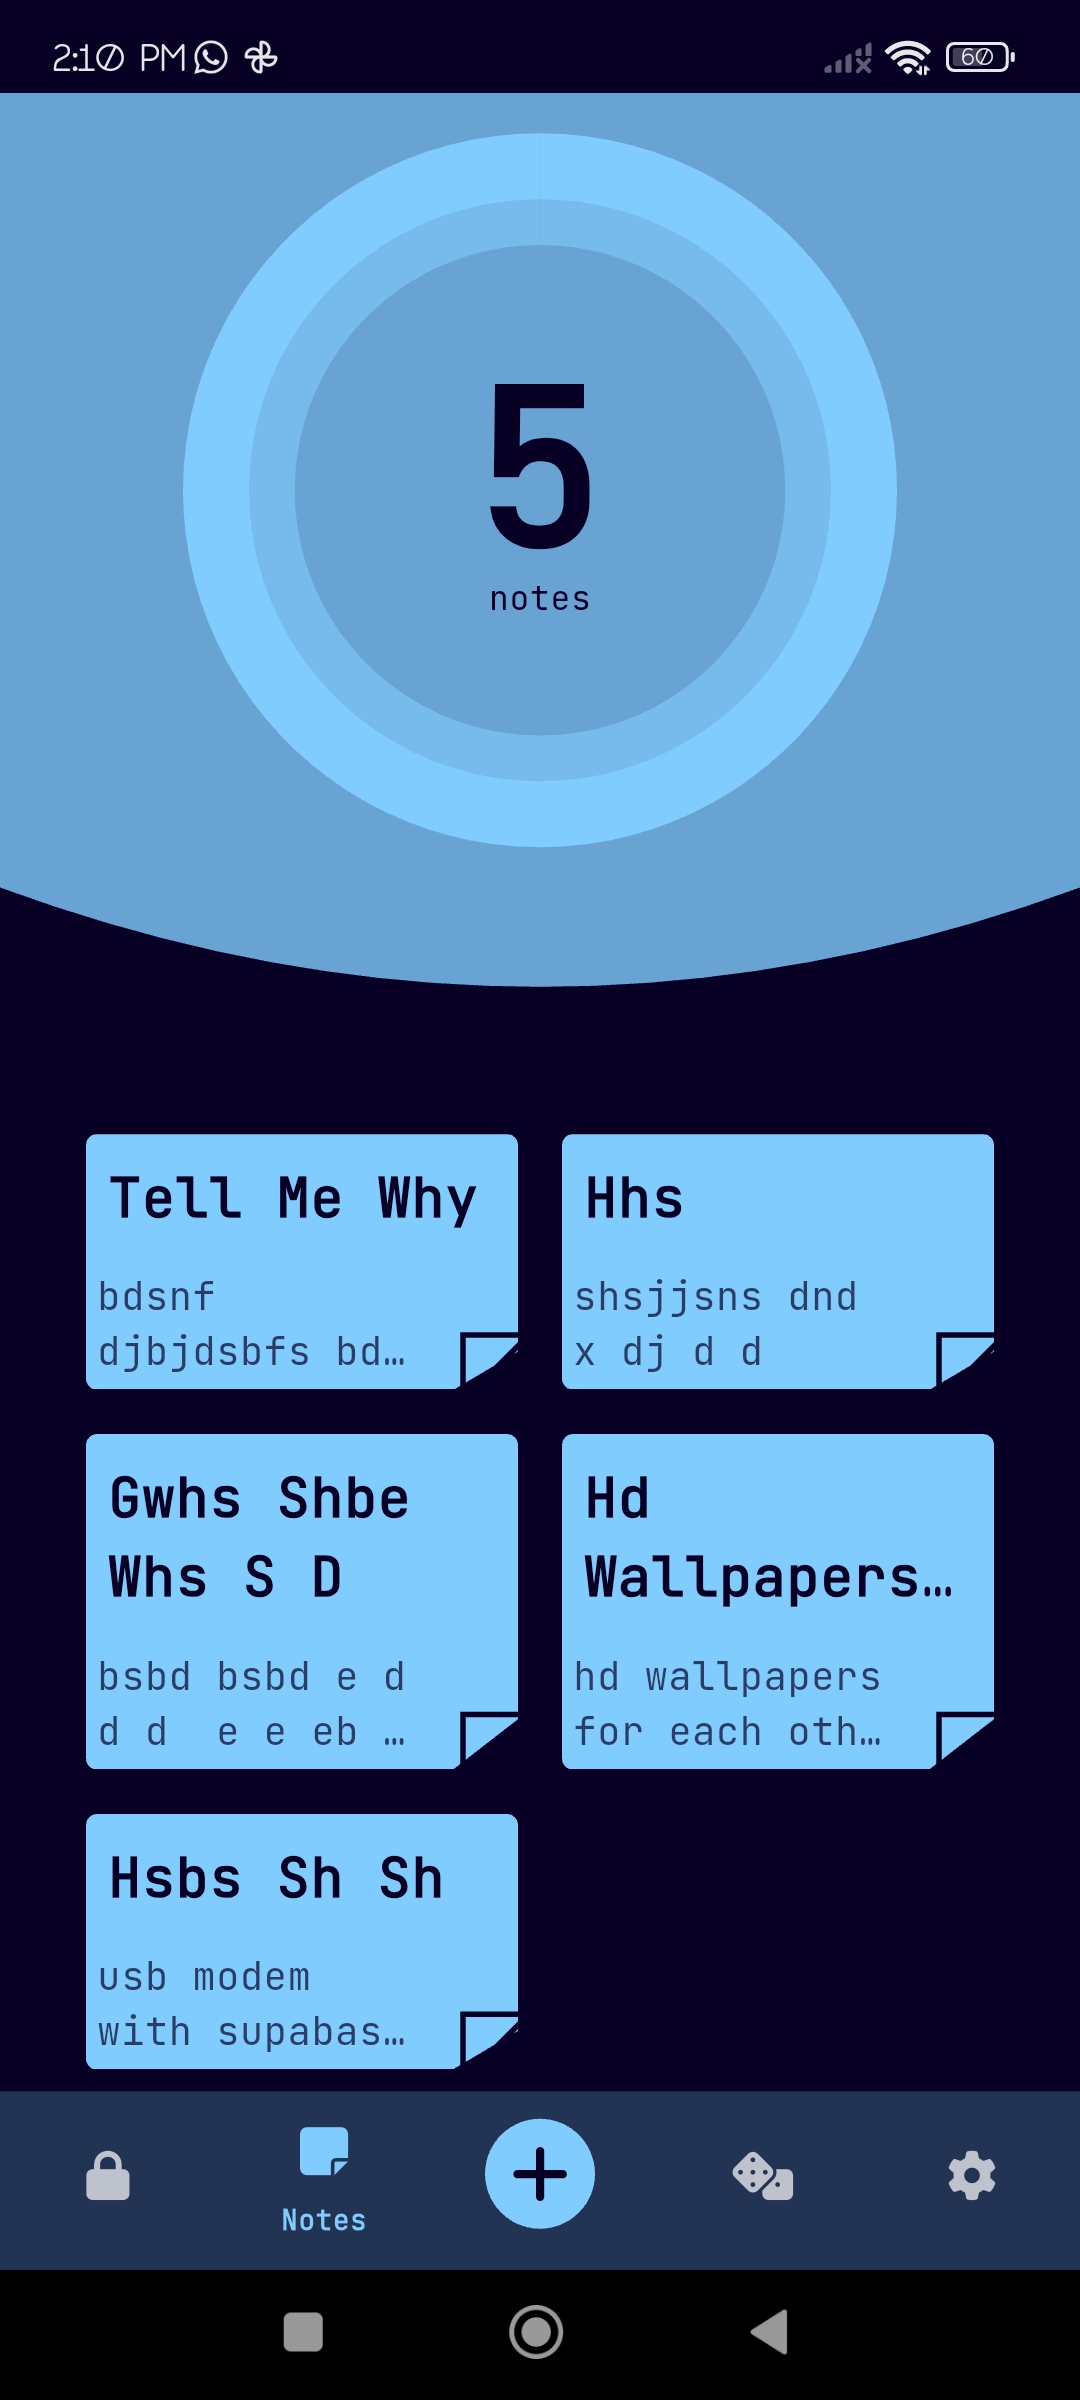 2:10 PM
60
5
notes
Tell Me Why
bdsnf
djbjdsbfs bd…
Hhs
shsjjsns dnd
x dj d d
Gwhs Shbe
Whs S D
bsbd bsbd e d
d d  e e eb …
Hd
Wallpapers…
hd wallpapers
for each oth…
Hsbs Sh Sh
usb modem
with supabas…
Notes